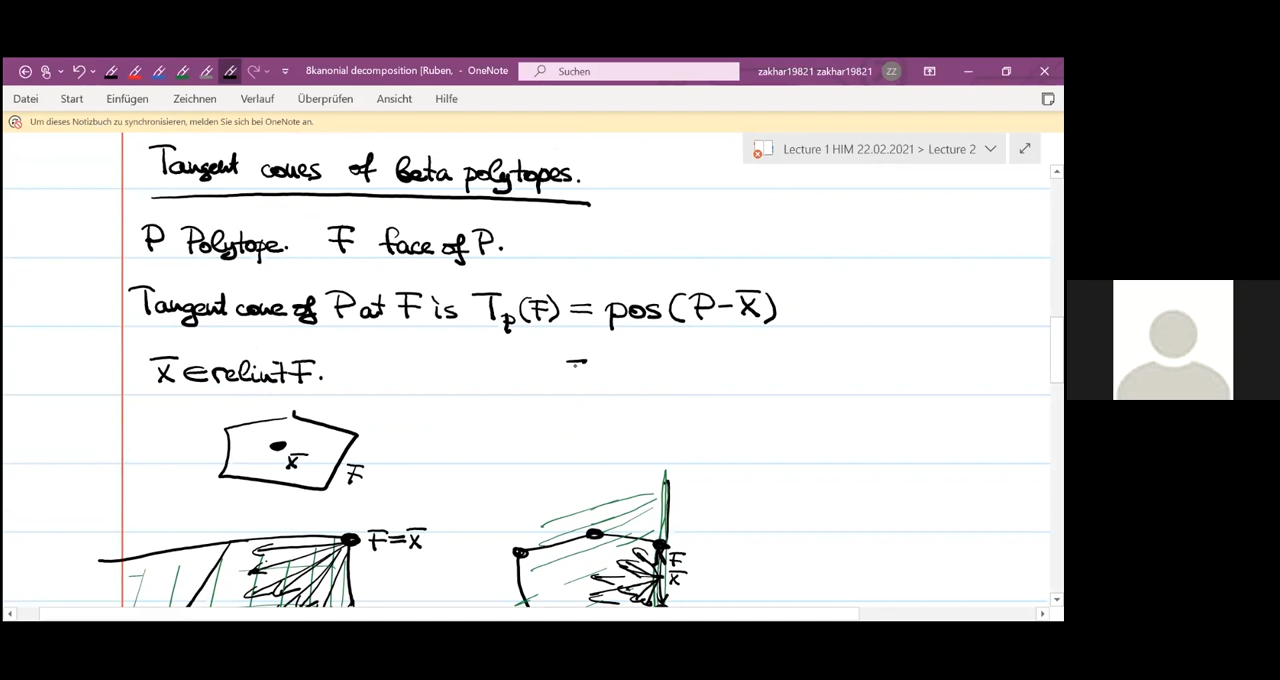 8kanonial decomposition [Ruben, - OneNote
Suchen
zakhar19821 zakhar19821
ZZ
Datei Start Einfügen Zeichnen Verlauf Überprüfen Ansicht Hilfe
Um dieses Notizbuch zu synchronisieren, melden Sie sich bei OneNote an.
Lecture 1 HIM 22.02.2021 > Lecture 2
Tangent cones of beta polytopes.
P Polytope. F face of P.
Tangent cone of P at F is T_P(F) = pos(P-x̄)
x̄ ∈ relint F.
x̄
F
F=x̄
F
x̄